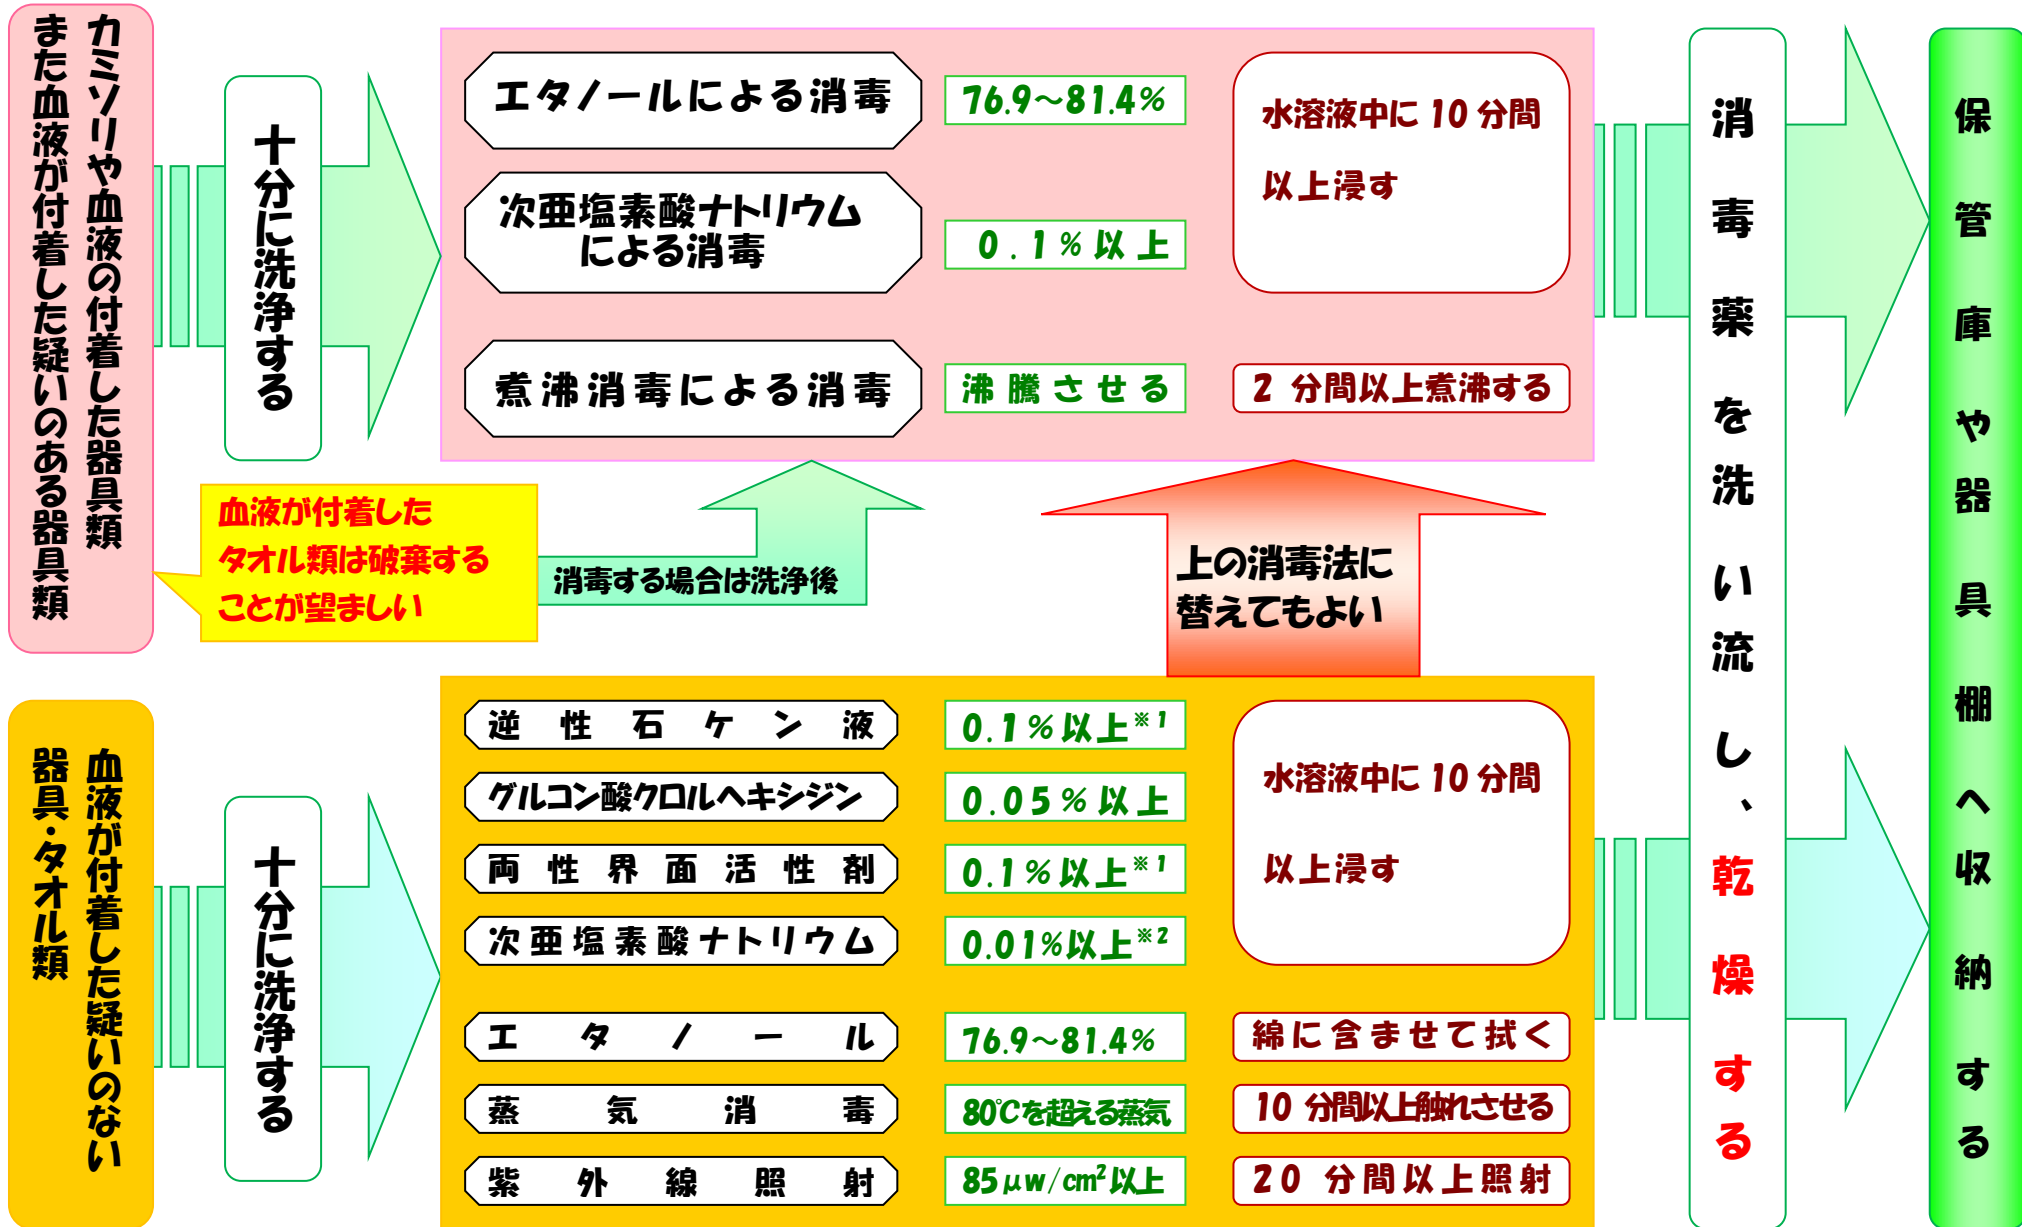 カミソリや血液の付着した器具類
また血液が付着した疑いのある器具類
十分に洗浄する
エタノールによる消毒
76.9～81.4%
次亜塩素酸ナトリウム
による消毒
0.1%以上
水溶液中に 10 分間
以上浸す
煮沸消毒による消毒
沸騰させる
2 分間以上煮沸する
血液が付着した
タオル類は破棄する
ことが望ましい
消毒する場合は洗浄後
上の消毒法に
替えてもよい
血液が付着した疑いのない
器具・タオル類
十分に洗浄する
逆性石ケン液
0.1%以上※1
グルコン酸クロルヘキシジン
0.05%以上
両性界面活性剤
0.1%以上※1
次亜塩素酸ナトリウム
0.01%以上※2
水溶液中に 10 分間
以上浸す
エタノール
76.9～81.4%
綿に含ませて拭く
蒸気消毒
80℃を超える蒸気
10 分間以上触れさせる
紫外線照射
85μw/cm²以上
20 分間以上照射
消毒薬を洗い流し、乾燥する
保管庫や器具棚へ収納する